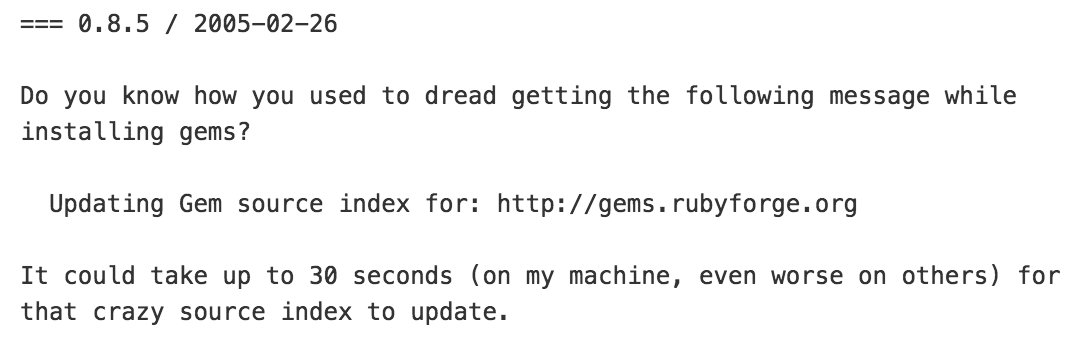 === 0.8.5 / 2005-02-26
Do you know how you used to dread getting the following message while
installing gems?
Updating Gem source index for: http://gems.rubyforge.org
It could take up to 30 seconds (on my machine, even worse on others) for
that crazy source index to update.